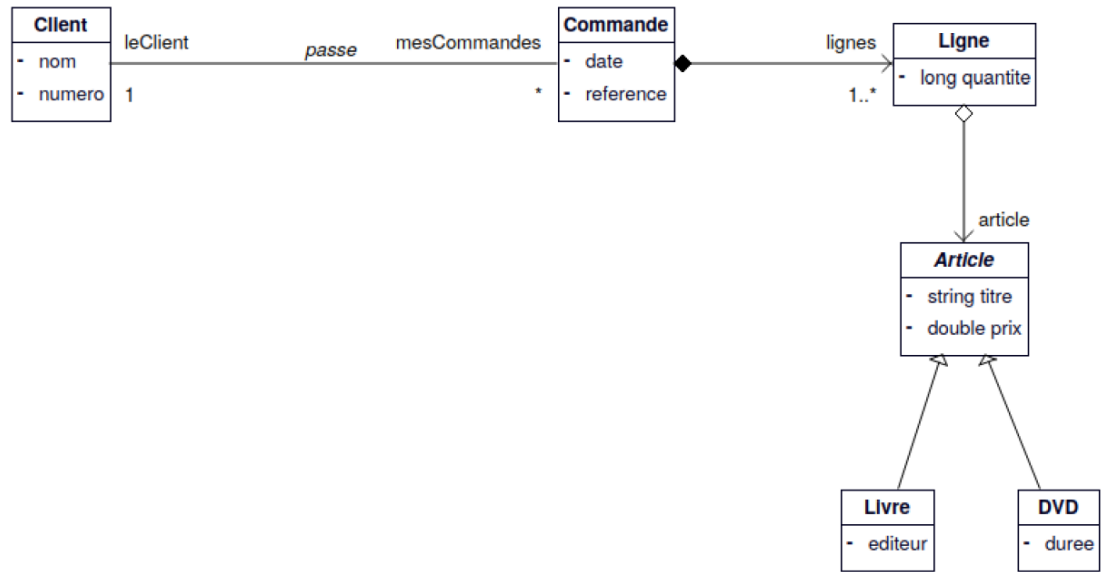 Client
- nom
- numero
leClient
1
passe
mesCommandes
*
Commande
- date
- reference
lignes
1..*
Ligne
- long quantite
article
Article
- string titre
- double prix
Livre
- editeur
DVD
- duree